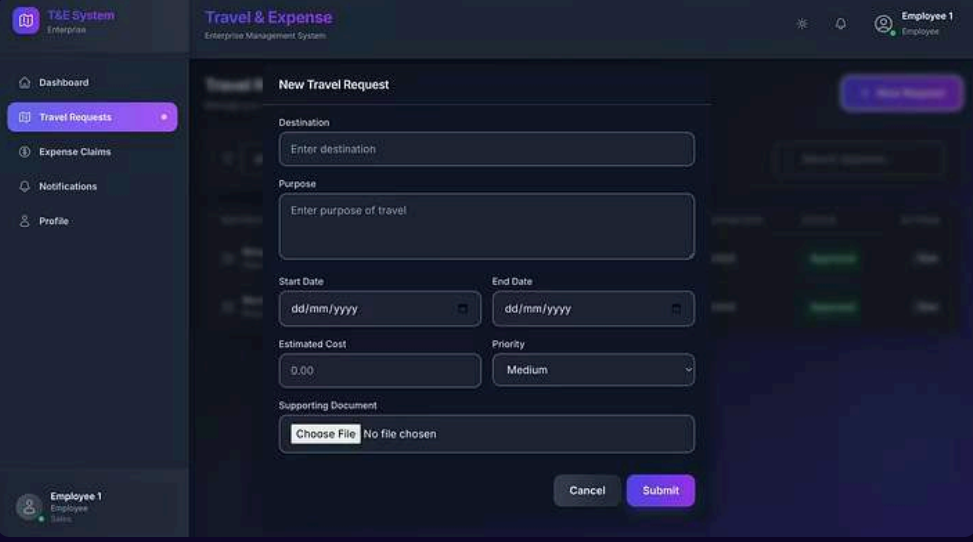 T&E System
Enterprise
Travel & Expense
Enterprise Management System
Employee 1
Employee
Dashboard
Travel Requests
Expense Claims
Notifications
Profile
New Travel Request
Destination
Enter destination
Purpose
Enter purpose of travel
Start Date
End Date
dd/mm/yyyy
dd/mm/yyyy
Estimated Cost
Priority
0.00
Medium
Supporting Document
Choose File No file chosen
Cancel
Submit
Employee 1
Employee
Sales